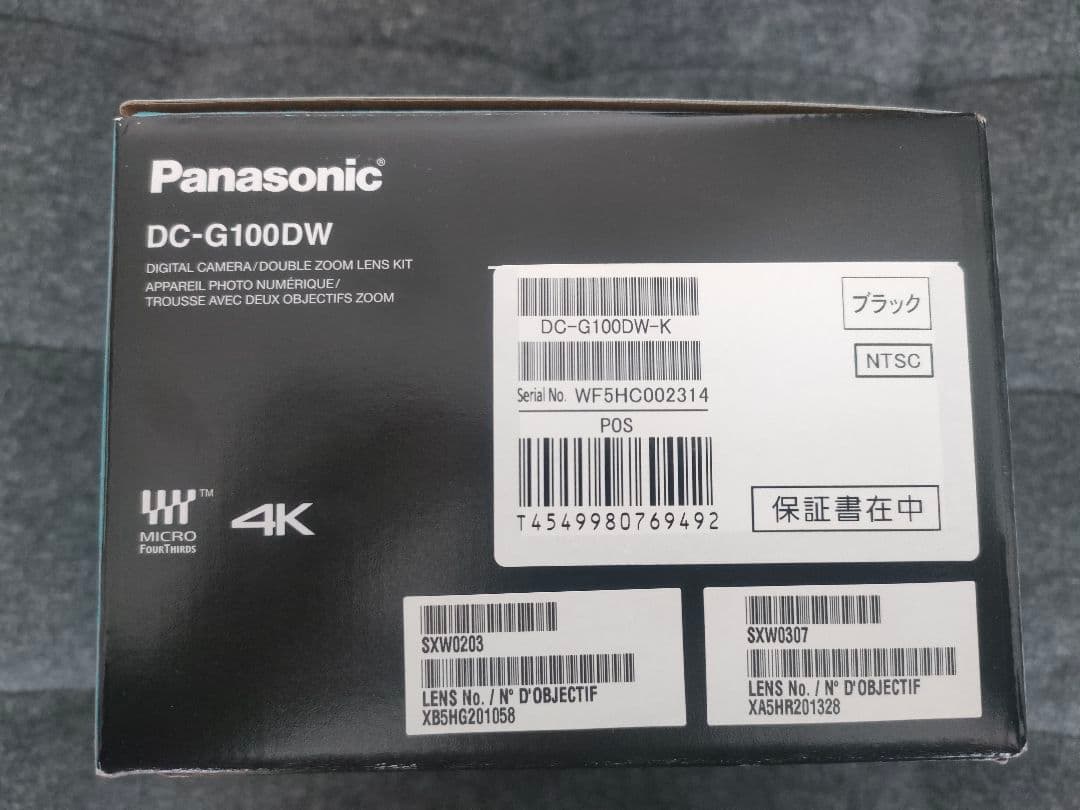 Panasonic®
DC-G100DW
DIGITAL CAMERA/DOUBLE ZOOM LENS KIT
APPAREIL PHOTO NUMÉRIQUE/
TROUSSE AVEC DEUX OBJECTIFS ZOOM
DC-G100DW-K
ブラック
NTSC
Serial No. WF5HC002314
POS
T4549980769492
保証書在中
TM
MICRO
FOURTHIRDS
4K
SXW0203
LENS No. / N° D'OBJECTIF
XB5HG201058
SXW0307
LENS No. / N° D'OBJECTIF
XA5HR201328